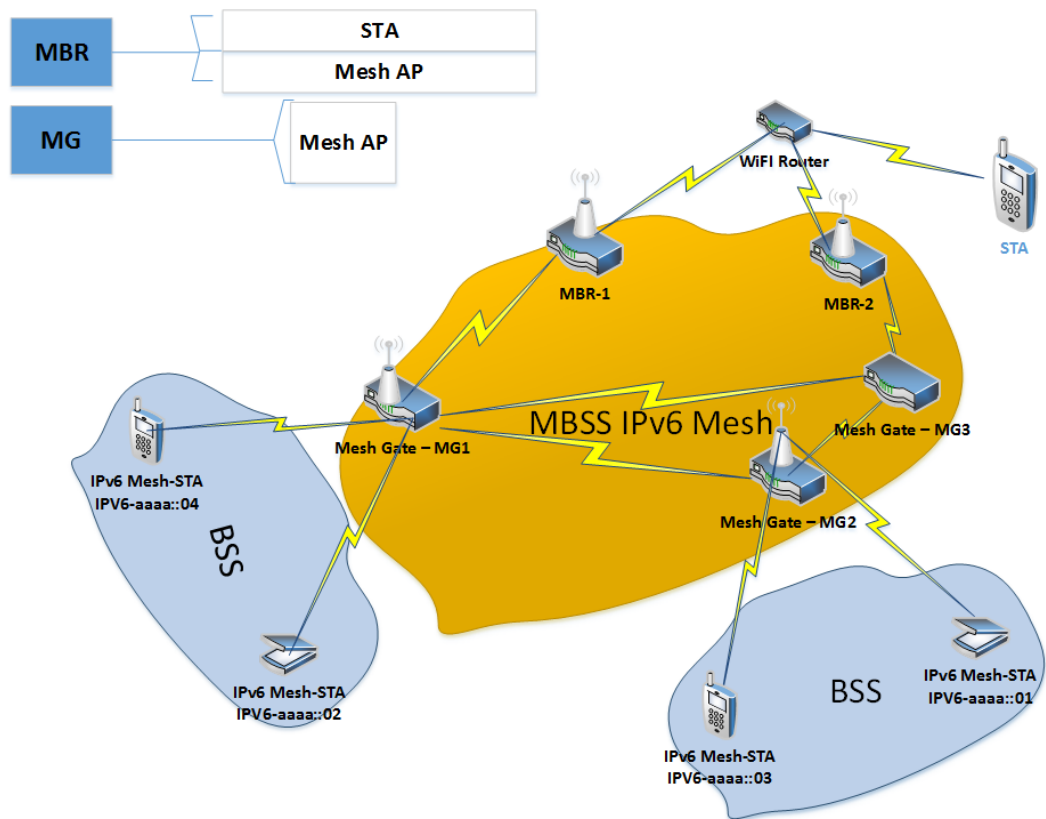 MBR
STA
Mesh AP
MG
Mesh AP
WiFI Router
STA
MBR-1
MBR-2
MBSS IPv6 Mesh
Mesh Gate – MG1
Mesh Gate – MG3
Mesh Gate – MG2
IPv6 Mesh-STA
IPV6-aaaa::04
BSS
IPv6 Mesh-STA
IPV6-aaaa::02
BSS
IPv6 Mesh-STA
IPV6-aaaa::01
IPv6 Mesh-STA
IPV6-aaaa::03